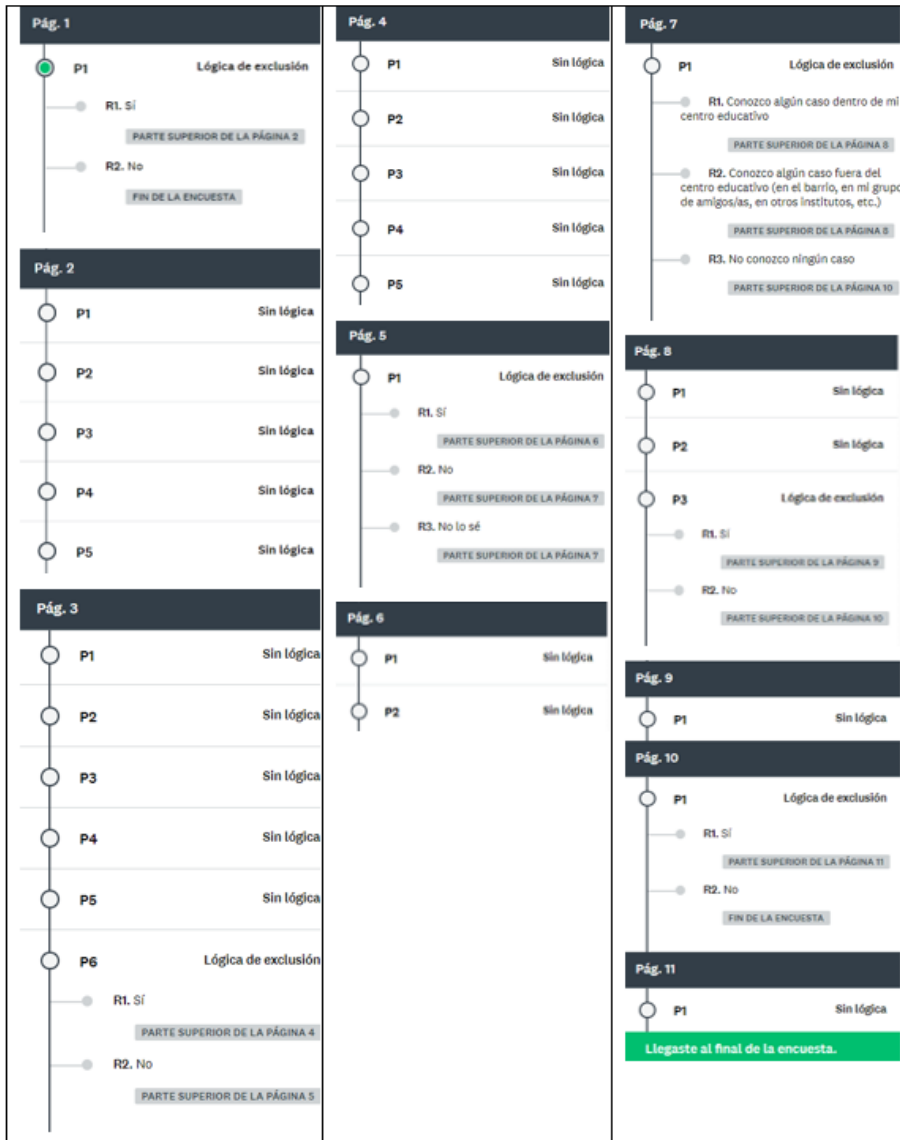 Pág. 1
P1 Lógica de exclusión
R1. Sí
PARTE SUPERIOR DE LA PÁGINA 2
R2. No
FIN DE LA ENCUESTA
Pág. 2
P1 Sin lógica
P2 Sin lógica
P3 Sin lógica
P4 Sin lógica
P5 Sin lógica
Pág. 3
P1 Sin lógica
P2 Sin lógica
P3 Sin lógica
P4 Sin lógica
P5 Sin lógica
P6 Lógica de exclusión
R1. Sí
PARTE SUPERIOR DE LA PÁGINA 4
R2. No
PARTE SUPERIOR DE LA PÁGINA 5
Pág. 4
P1 Sin lógica
P2 Sin lógica
P3 Sin lógica
P4 Sin lógica
P5 Sin lógica
Pág. 5
P1 Lógica de exclusión
R1. Sí
PARTE SUPERIOR DE LA PÁGINA 6
R2. No
PARTE SUPERIOR DE LA PÁGINA 7
R3. No lo sé
PARTE SUPERIOR DE LA PÁGINA 7
Pág. 6
P1 Sin lógica
P2 Sin lógica
Pág. 7
P1 Lógica de exclusión
R1. Conozco algún caso dentro de mi
centro educativo
PARTE SUPERIOR DE LA PÁGINA 8
R2. Conozco algún caso fuera del
centro educativo (en el barrio, en mi grupo
de amigos/as, en otros institutos, etc.)
PARTE SUPERIOR DE LA PÁGINA 8
R3. No conozco ningún caso
PARTE SUPERIOR DE LA PÁGINA 10
Pág. 8
P1 Sin lógica
P2 Sin lógica
P3 Lógica de exclusión
R1. Sí
PARTE SUPERIOR DE LA PÁGINA 9
R2. No
PARTE SUPERIOR DE LA PÁGINA 10
Pág. 9
P1 Sin lógica
Pág. 10
P1 Lógica de exclusión
R1. Sí
PARTE SUPERIOR DE LA PÁGINA 11
R2. No
FIN DE LA ENCUESTA
Pág. 11
P1 Sin lógica
Llegaste al final de la encuesta.